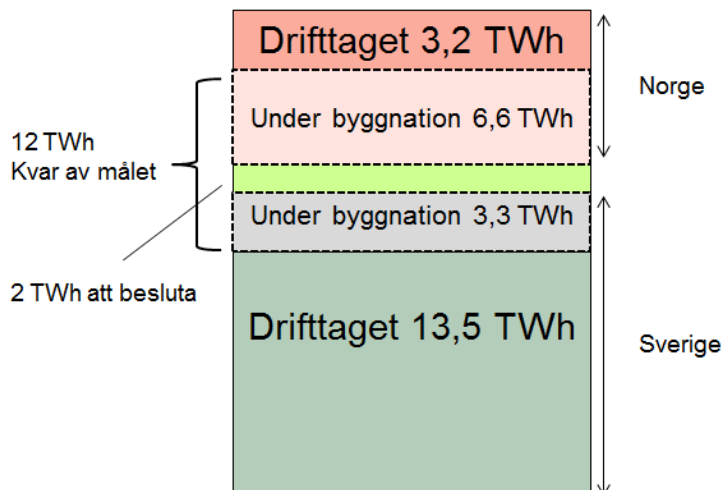 Drifttaget 3,2 TWh
Norge
Under byggnation 6,6 TWh
12 TWh
Kvar av målet
Under byggnation 3,3 TWh
2 TWh att besluta
Drifttaget 13,5 TWh
Sverige